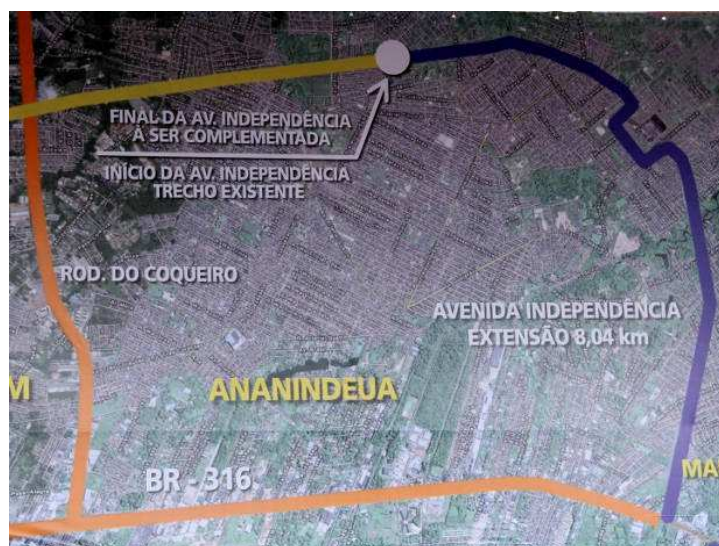 FINAL DA AV. INDEPENDÊNCIA
À SER COMPLEMENTADA
INÍCIO DA AV. INDEPENDÊNCIA
TRECHO EXISTENTE
ROD. DO COQUEIRO
AVENIDA INDEPENDÊNCIA
EXTENSÃO 8,04 km
M
ANANINDEUA
BR - 316
MA